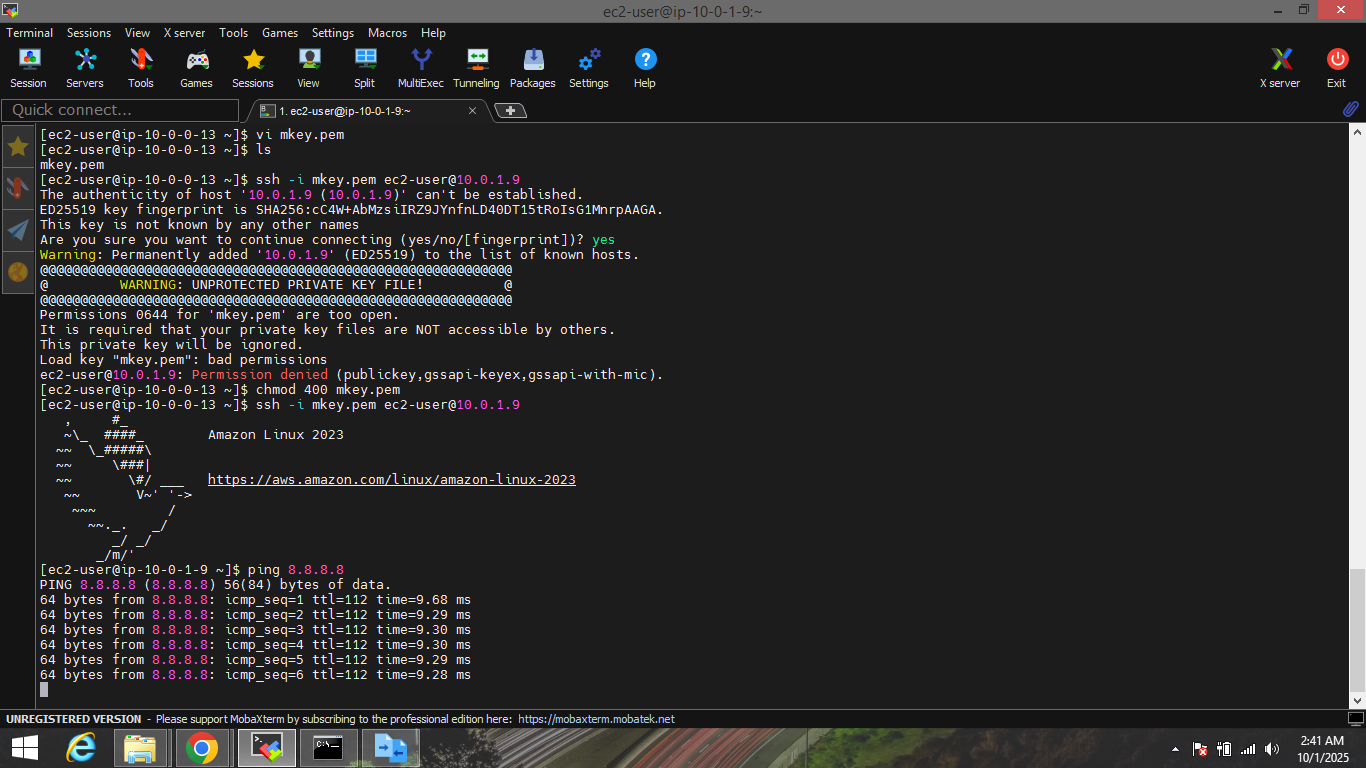 ec2-user@ip-10-0-1-9:~
Terminal Sessions View X server Tools Games Settings Macros Help
Session Servers Tools Games Sessions View Split MultiExec Tunneling Packages Settings Help X server Exit
Quick connect...
1. ec2-user@ip-10-0-1-9:~
[ec2-user@ip-10-0-0-13 ~]$ vi mkey.pem
[ec2-user@ip-10-0-0-13 ~]$ ls
mkey.pem
[ec2-user@ip-10-0-0-13 ~]$ ssh -i mkey.pem ec2-user@10.0.1.9
The authenticity of host '10.0.1.9 (10.0.1.9)' can't be established.
ED25519 key fingerprint is SHA256:cC4W+AbMzsiIRZ9JYnfnLD40DT15tRoIsG1MnrpAAGA.
This key is not known by any other names
Are you sure you want to continue connecting (yes/no/[fingerprint])? yes
Warning: Permanently added '10.0.1.9' (ED25519) to the list of known hosts.
@@@@@@@@@@@@@@@@@@@@@@@@@@@@@@@@@@@@@@@@@@@@@@@@@@@@@@@@@@@
@         WARNING: UNPROTECTED PRIVATE KEY FILE!          @
@@@@@@@@@@@@@@@@@@@@@@@@@@@@@@@@@@@@@@@@@@@@@@@@@@@@@@@@@@@
Permissions 0644 for 'mkey.pem' are too open.
It is required that your private key files are NOT accessible by others.
This private key will be ignored.
Load key "mkey.pem": bad permissions
ec2-user@10.0.1.9: Permission denied (publickey,gssapi-keyex,gssapi-with-mic).
[ec2-user@ip-10-0-0-13 ~]$ chmod 400 mkey.pem
[ec2-user@ip-10-0-0-13 ~]$ ssh -i mkey.pem ec2-user@10.0.1.9
   ,     #_
   ~\_  ####_        Amazon Linux 2023
  ~~  \_#####\
  ~~     \###|
  ~~       \#/ ___   https://aws.amazon.com/linux/amazon-linux-2023
   ~~       V~' '->
    ~~~         /
      ~~._.   _/
         _/ _/
       _/m/'
[ec2-user@ip-10-0-1-9 ~]$ ping 8.8.8.8
PING 8.8.8.8 (8.8.8.8) 56(84) bytes of data.
64 bytes from 8.8.8.8: icmp_seq=1 ttl=112 time=9.68 ms
64 bytes from 8.8.8.8: icmp_seq=2 ttl=112 time=9.29 ms
64 bytes from 8.8.8.8: icmp_seq=3 ttl=112 time=9.30 ms
64 bytes from 8.8.8.8: icmp_seq=4 ttl=112 time=9.30 ms
64 bytes from 8.8.8.8: icmp_seq=5 ttl=112 time=9.29 ms
64 bytes from 8.8.8.8: icmp_seq=6 ttl=112 time=9.28 ms
UNREGISTERED VERSION - Please support MobaXterm by subscribing to the professional edition here: https://mobaxterm.mobatek.net
C:\_
2:41 AM
10/1/2025